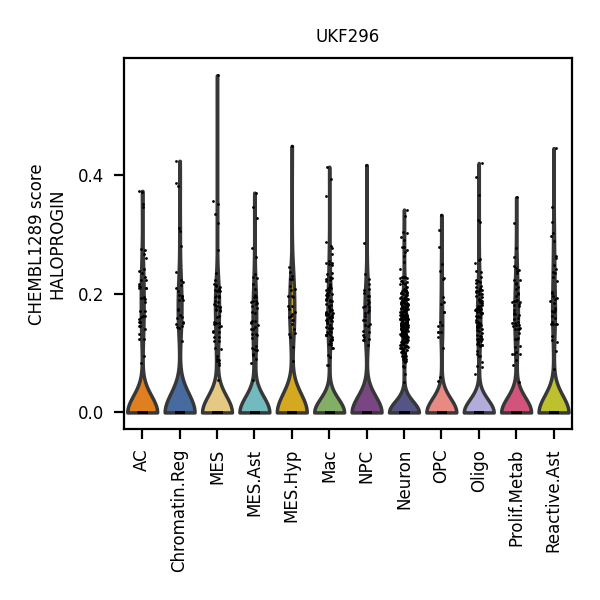 UKF296
CHEMBL1289 score
HALOPROGIN
0.4
0.2
0.0
AC
Chromatin.Reg
MES
MES.Ast
MES.Hyp
Mac
NPC
Neuron
OPC
Oligo
Prolif.Metab
Reactive.Ast